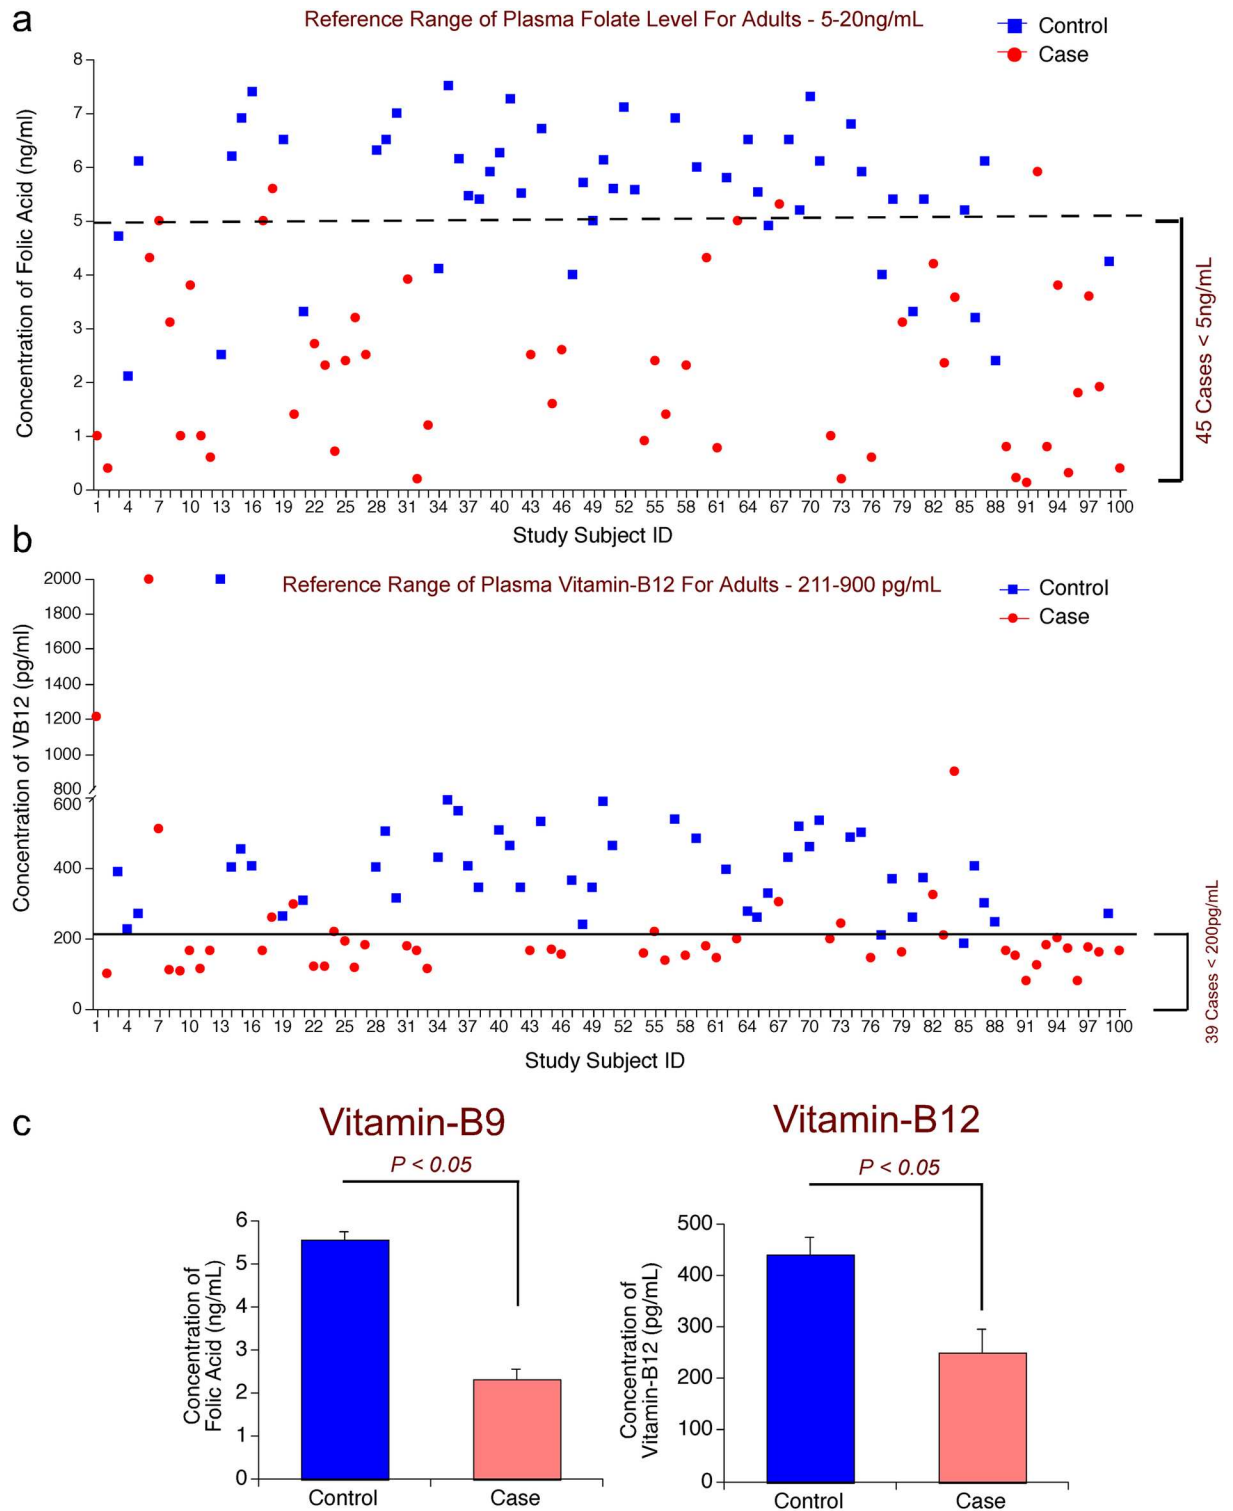 a
Reference Range of Plasma Folate Level For Adults - 5-20ng/mL
Control
Case
Concentration of Folic Acid (ng/ml)
8
7
6
5
4
3
2
1
0
45 Cases < 5ng/mL
1 4 7 10 13 16 19 22 25 28 31 34 37 40 43 46 49 52 55 58 61 64 67 70 73 76 79 82 85 88 91 94 97 100
Study Subject ID
b
Reference Range of Plasma Vitamin-B12 For Adults - 211-900 pg/mL
Control
Case
Concentration of VB12 (pg/ml)
2000
1800
1600
1400
1200
1000
800
600
400
200
0
39 Cases < 200pg/mL
1 4 7 10 13 16 19 22 25 28 31 34 37 40 43 46 49 52 55 58 61 64 67 70 73 76 79 82 85 88 91 94 97 100
Study Subject ID
c
Vitamin-B9
P < 0.05
Concentration of
Folic Acid (ng/mL)
6
5
4
3
2
1
0
Control Case
Vitamin-B12
P < 0.05
Concentration of
Vitamin-B12 (pg/mL)
500
400
300
200
100
0
Control Case